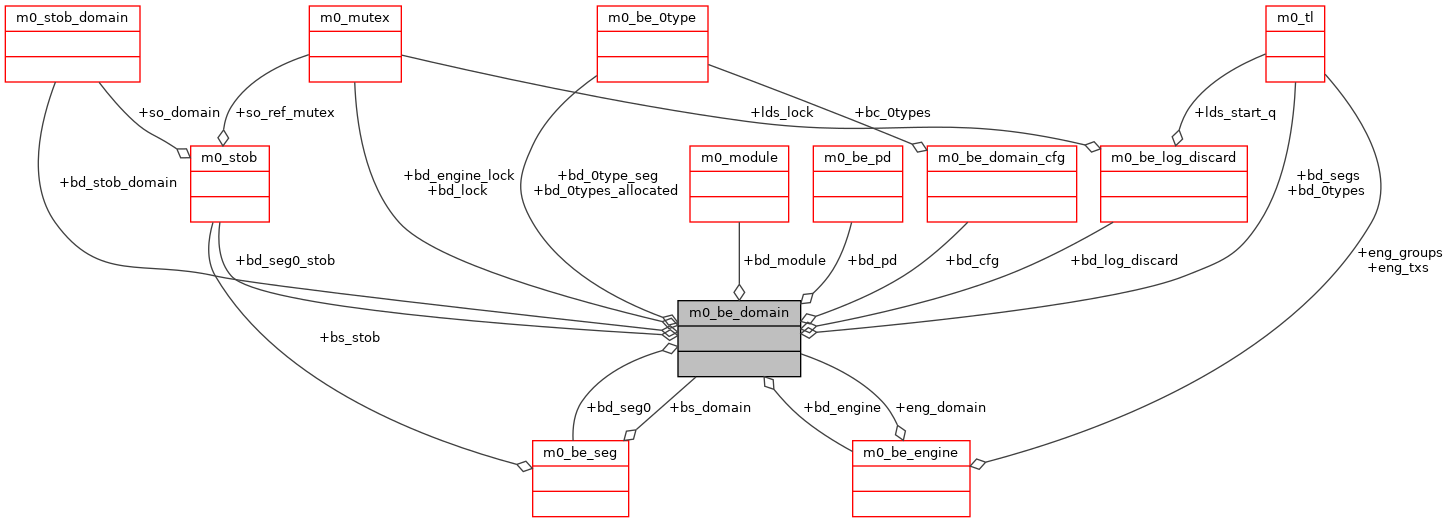 m0_stob_domain
m0_mutex
m0_be_0type
m0_tl
+so_domain
+so_ref_mutex
+lds_lock
+bc_0types
+lds_start_q
m0_stob
m0_module
m0_be_pd
m0_be_domain_cfg
m0_be_log_discard
+bd_stob_domain
+bd_engine_lock
+bd_lock
+bd_0type_seg
+bd_0types_allocated
+bd_segs
+bd_0types
+bd_seg0_stob
+bd_module
+bd_pd
+bd_cfg
+bd_log_discard
+eng_groups
+eng_txs
m0_be_domain
+bs_stob
+bd_seg0
+bs_domain
+bd_engine
+eng_domain
m0_be_seg
m0_be_engine